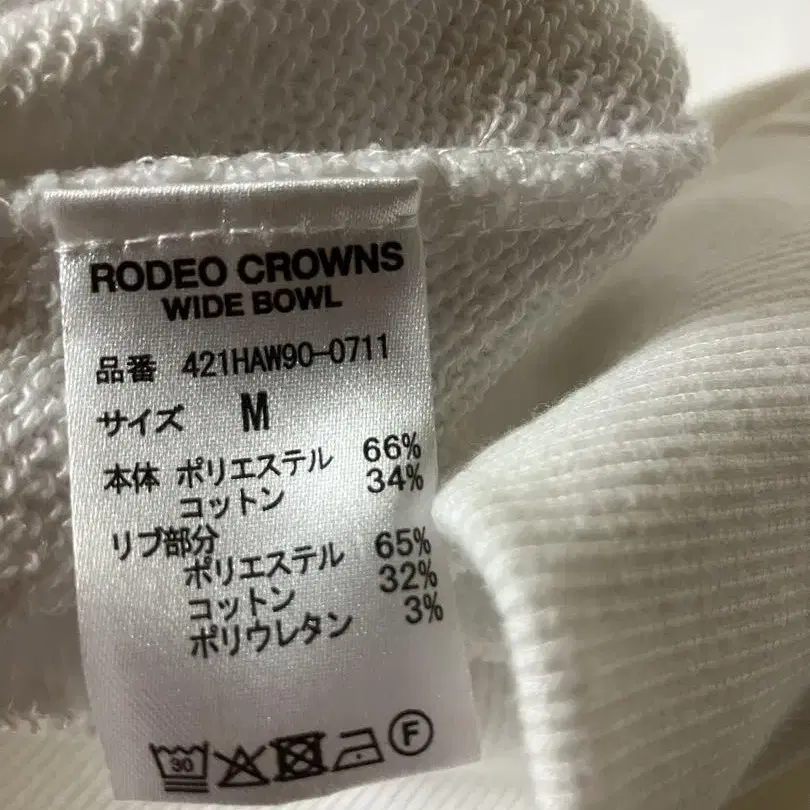 RODEO CROWNS
WIDE BOWL
品番 421HAW90-0711
サイズ M
本体 ポリエステル 66%
コットン 34%
リブ部分
ポリエステル 65%
コットン 32%
ポリウレタン 3%
30 F